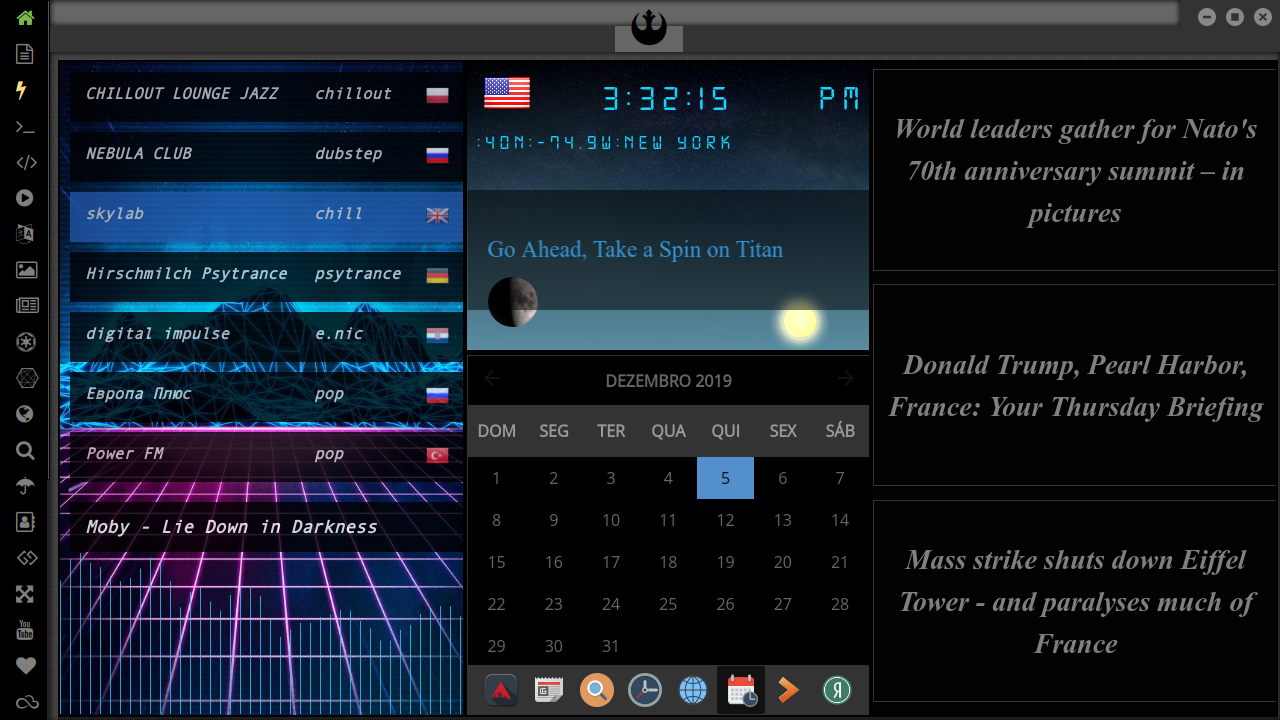 CHILLOUT LOUNGE JAZZ chillout
NEBULA CLUB dubstep
skylab chill
Hirschmilch Psytrance psytrance
digital impulse e.nic
Европа Плюс pop
Power FM pop
Moby - Lie Down in Darkness
3:32:15 PM
:40N:-74.9W:NEW YORK
Go Ahead, Take a Spin on Titan
DEZEMBRO 2019
DOM SEG TER QUA QUI SEX SÁB
1 2 3 4 5 6 7
8 9 10 11 12 13 14
15 16 17 18 19 20 21
22 23 24 25 26 27 28
29 30 31
World leaders gather for Nato's
70th anniversary summit – in
pictures
Donald Trump, Pearl Harbor,
France: Your Thursday Briefing
Mass strike shuts down Eiffel
Tower - and paralyses much of
France
You
Tube
Я